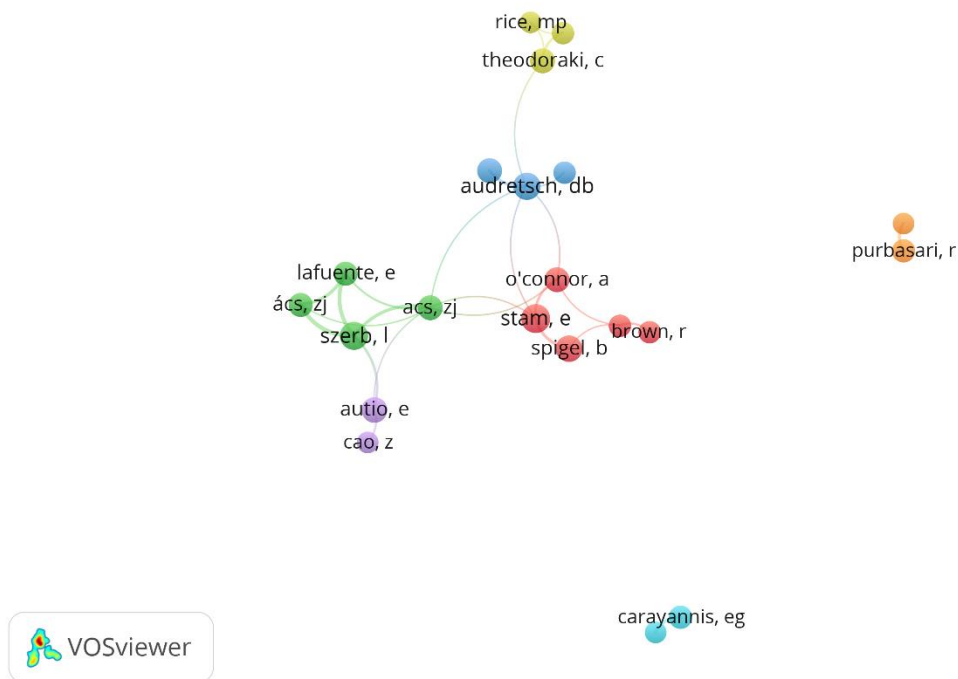 rice, mp
theodoraki, c
audretsch, db
purbasari, r
lafuente, e
o'connor, a
ács, zj
acs, zj
stam, e
szerb, l
brown, r
spigel, b
autio, e
cao, z
carayannis, eg
VOSviewer